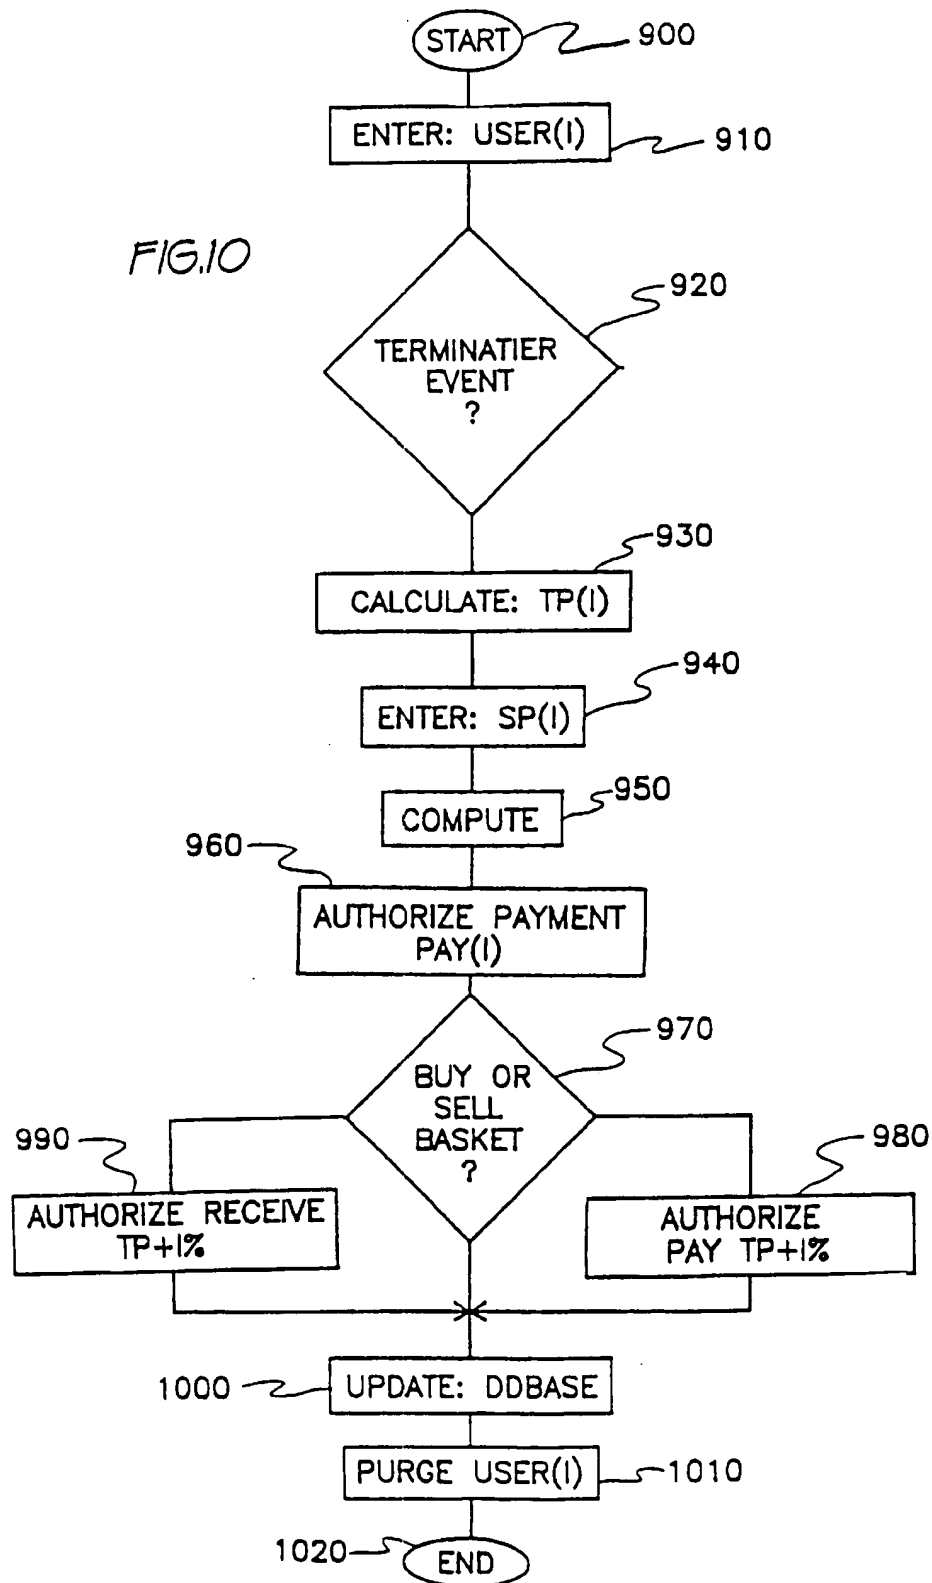 START
900
ENTER: USER(I)
910
FIG.10
920
TERMINATIER
EVENT
?
930
CALCULATE: TP(I)
940
ENTER: SP(I)
950
COMPUTE
960
AUTHORIZE PAYMENT
PAY(I)
970
BUY OR
SELL
BASKET
?
990
980
AUTHORIZE RECEIVE
TP+I%
AUTHORIZE
PAY TP+I%
1000
UPDATE: DDBASE
PURGE USER(I)
1010
1020
END